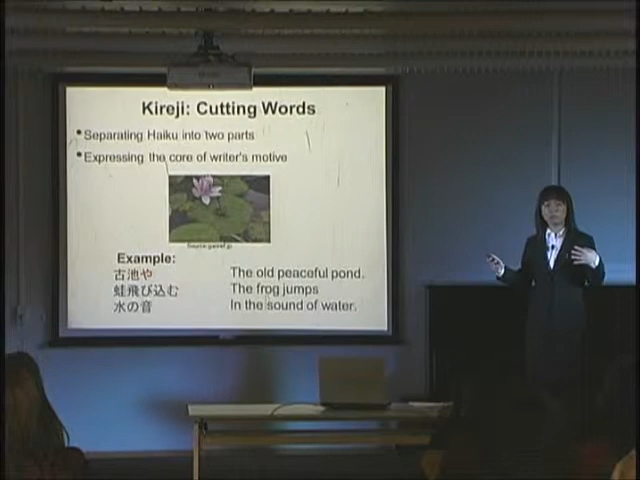 Kireji: Cutting Words
Separating Haiku into two parts
Expressing the core of writer's motive
Example:
古池や
The old peaceful pond.
蛙飛び込む
The frog jumps
水の音
In the sound of water.